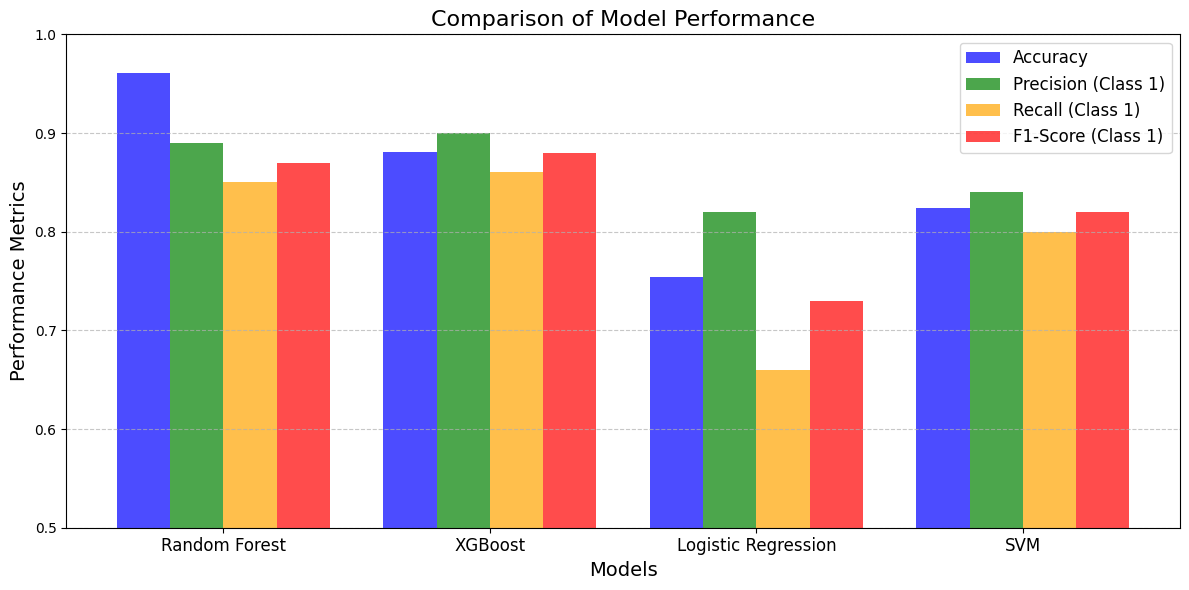 Comparison of Model Performance
1.0
0.9
0.8
0.7
0.6
0.5
Performance Metrics
Accuracy
Precision (Class 1)
Recall (Class 1)
F1-Score (Class 1)
Random Forest
XGBoost
Logistic Regression
SVM
Models